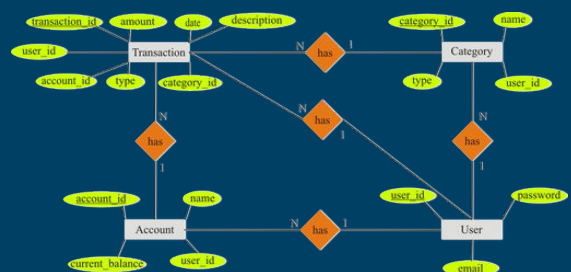 transaction_id
amount
date
description
user_id
Transaction
account_id
type
category_id
N
has
1
category_id
name
Category
type
user_id
N
has
1
N
has
1
N
has
1
account_id
name
Account
current_balance
user_id
N
has
1
user_id
password
User
email